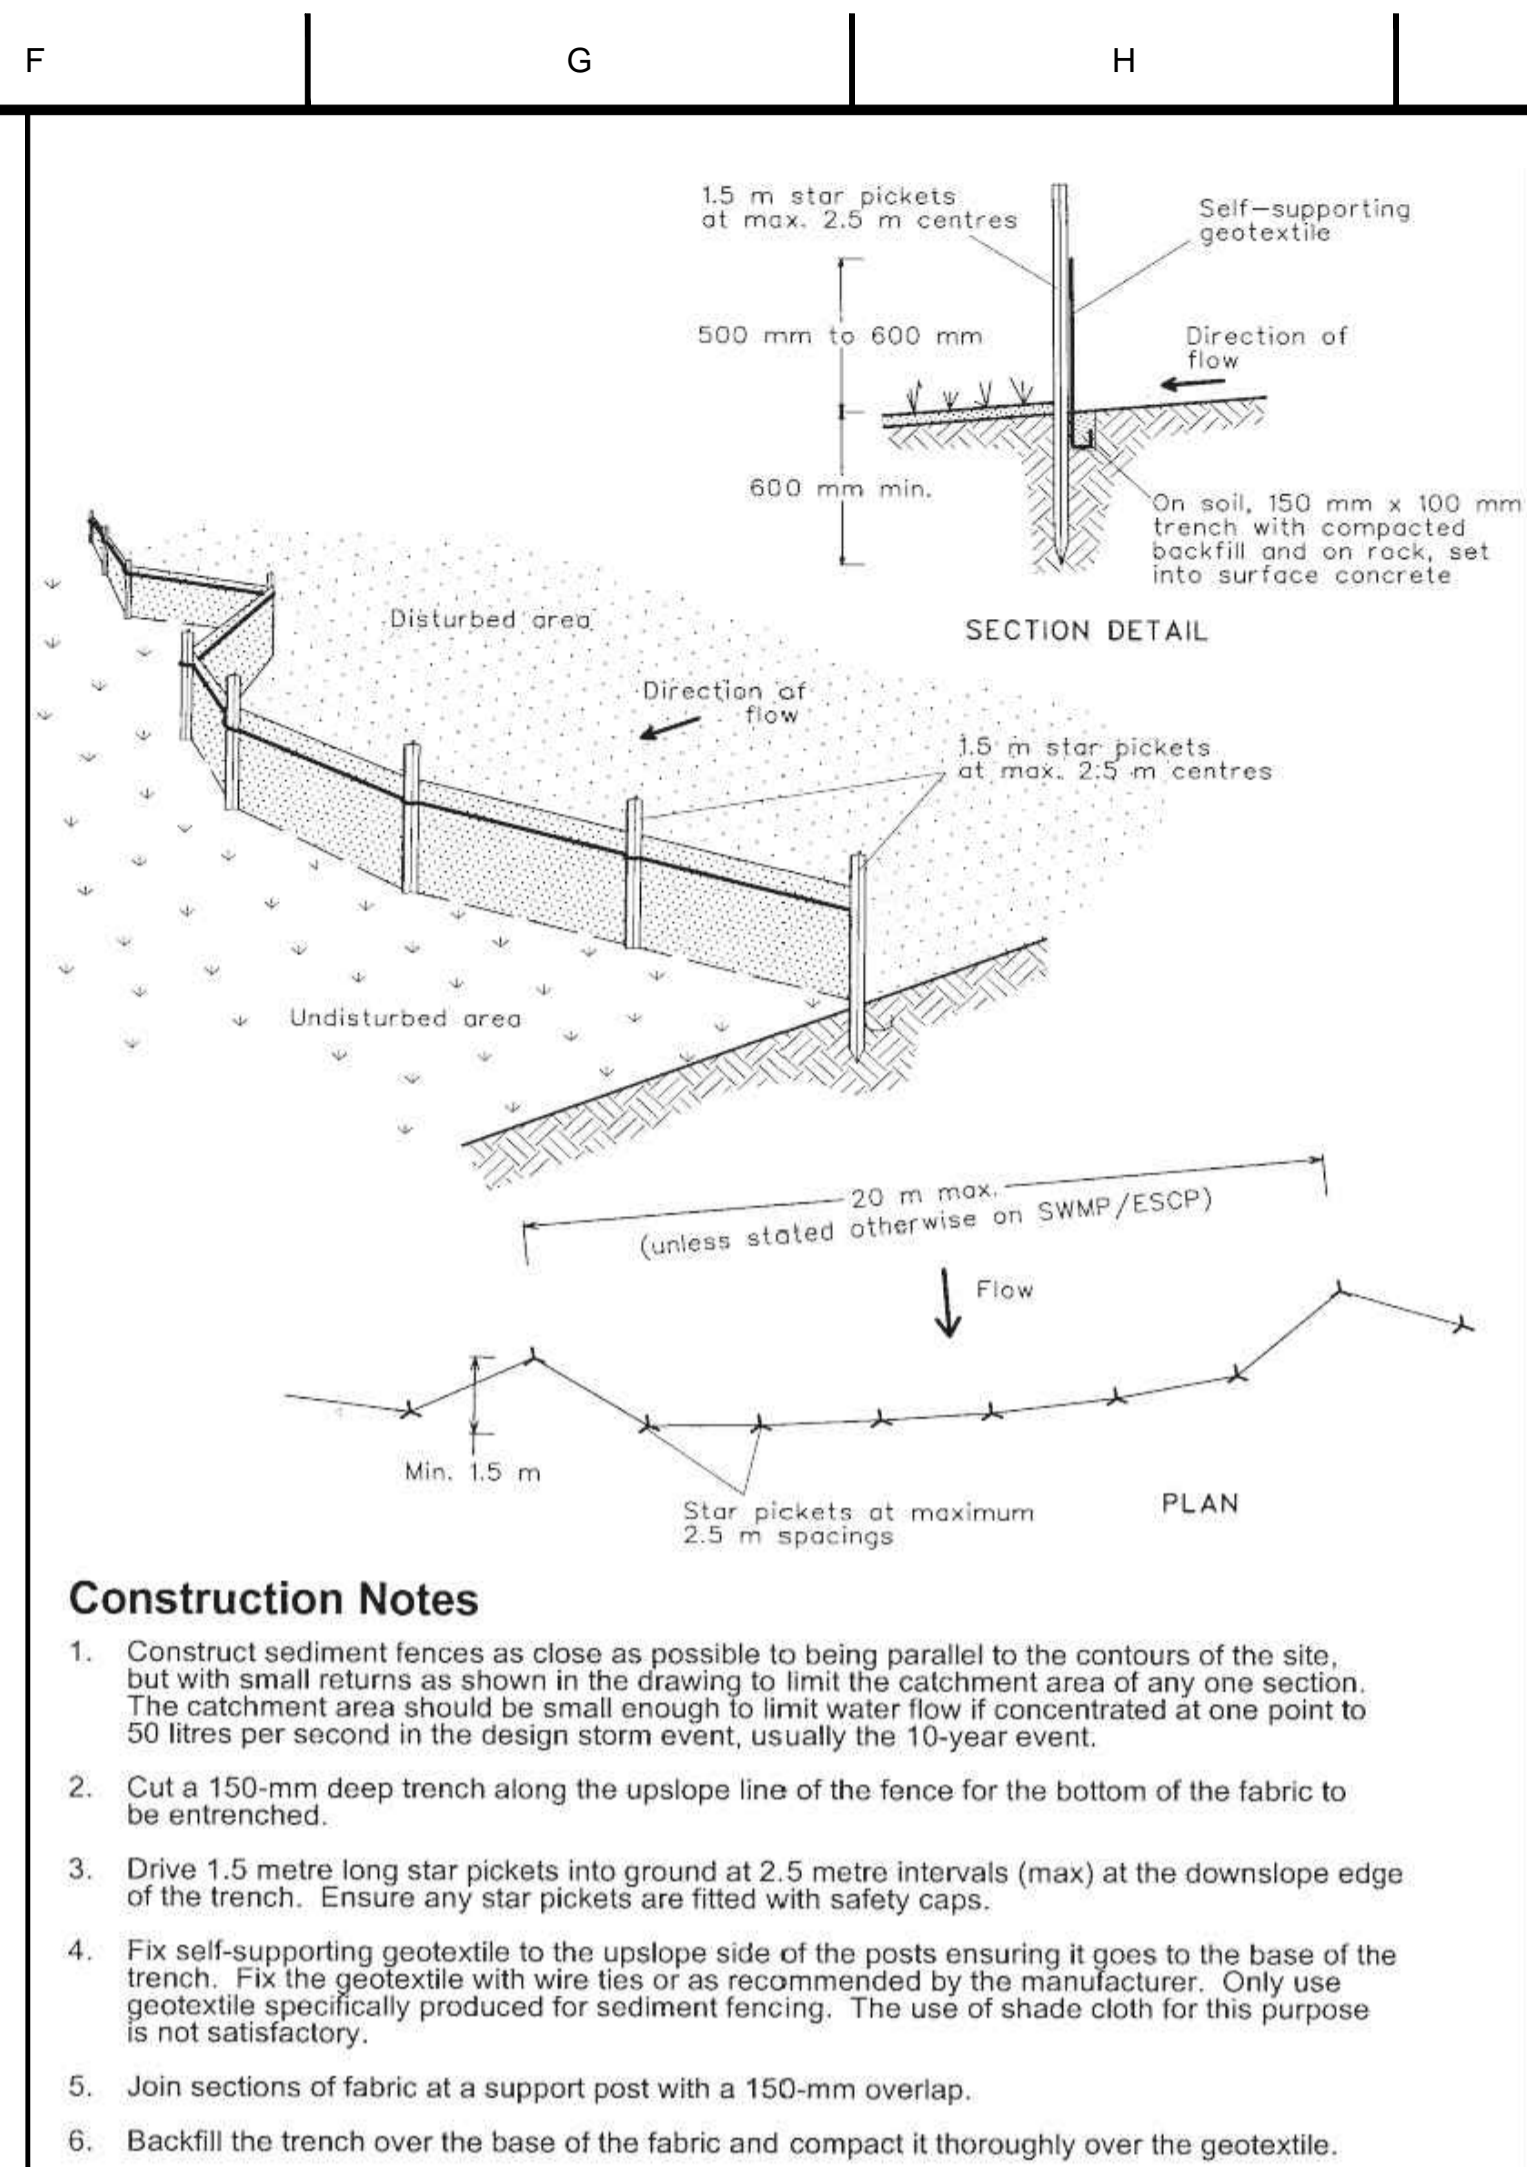 F
G
H
1.5 m star pickets
at max. 2.5 m centres
Self-supporting
geotextile
500 mm to 600 mm
Direction of
flow
600 mm min.
On soil, 150 mm x 100 mm
trench with compacted
backfill and on rock, set
into surface concrete
SECTION DETAIL
Disturbed area
Direction of
flow
1.5 m star pickets
at max. 2.5 m centres
Undisturbed area
20 m max.
(unless stated otherwise on SWMP/ESCP)
Flow
Min. 1.5 m
Star pickets at maximum
2.5 m spacings
PLAN
Construction Notes
1. Construct sediment fences as close as possible to being parallel to the contours of the site,
but with small returns as shown in the drawing to limit the catchment area of any one section.
The catchment area should be small enough to limit water flow if concentrated at one point to
50 litres per second in the design storm event, usually the 10-year event.
2. Cut a 150-mm deep trench along the upslope line of the fence for the bottom of the fabric to
be entrenched.
3. Drive 1.5 metre long star pickets into ground at 2.5 metre intervals (max) at the downslope edge
of the trench. Ensure any star pickets are fitted with safety caps.
4. Fix self-supporting geotextile to the upslope side of the posts ensuring it goes to the base of the
trench. Fix the geotextile with wire ties or as recommended by the manufacturer. Only use
geotextile specifically produced for sediment fencing. The use of shade cloth for this purpose
is not satisfactory.
5. Join sections of fabric at a support post with a 150-mm overlap.
6. Backfill the trench over the base of the fabric and compact it thoroughly over the geotextile.